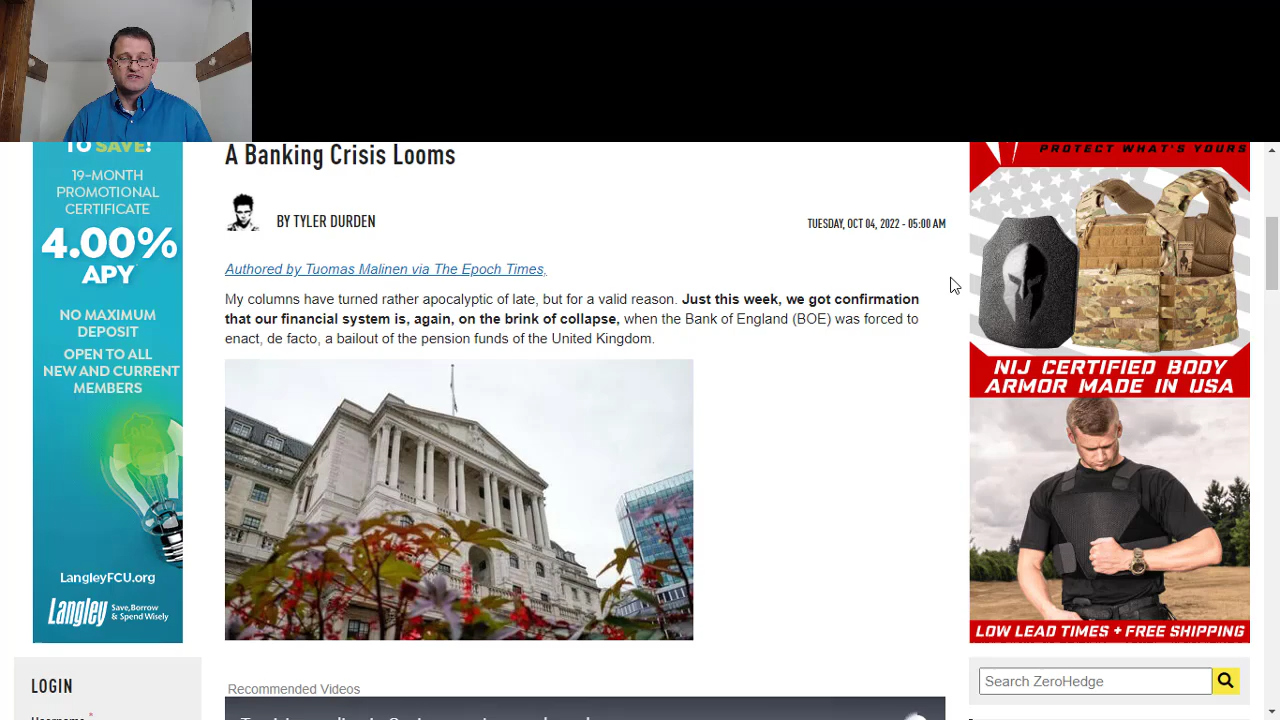 A Banking Crisis Looms
BY TYLER DURDEN
TUESDAY, OCT 04, 2022 - 05:00 AM
Authored by Tuomas Malinen via The Epoch Times,
My columns have turned rather apocalyptic of late, but for a valid reason. Just this week, we got confirmation
that our financial system is, again, on the brink of collapse, when the Bank of England (BOE) was forced to
enact, de facto, a bailout of the pension funds of the United Kingdom.
Recommended Videos
TO SAVE!
19-MONTH
PROMOTIONAL
CERTIFICATE
4.00%
APY
NO MAXIMUM
DEPOSIT
OPEN TO ALL
NEW AND CURRENT
MEMBERS
LangleyFCU.org
Langley Save, Borrow
& Spend Wisely
LOGIN
Username *
PROTECT WHAT'S YOURS
NIJ CERTIFIED BODY
ARMOR MADE IN USA
LOW LEAD TIMES + FREE SHIPPING
Search ZeroHedge